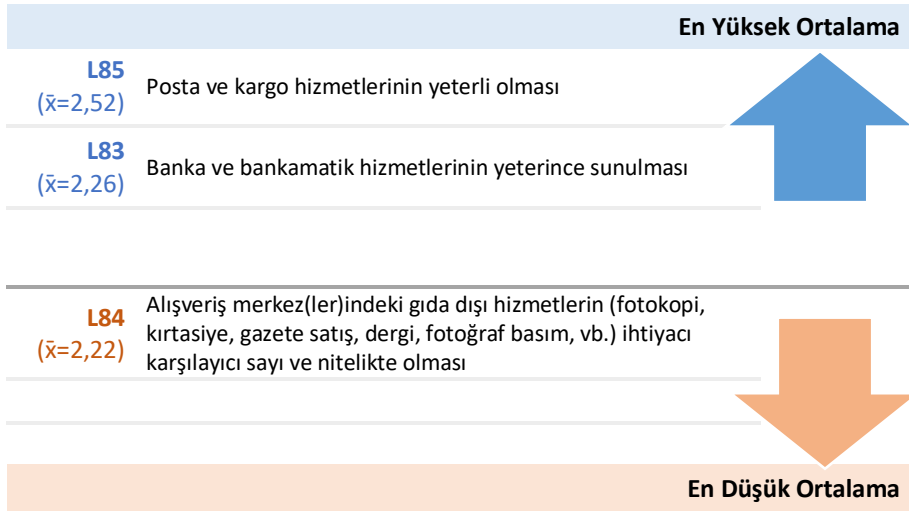 En Yüksek Ortalama
L85
(x̄=2,52)
Posta ve kargo hizmetlerinin yeterli olması
L83
(x̄=2,26)
Banka ve bankamatik hizmetlerinin yeterince sunulması
L84
(x̄=2,22)
Alışveriş merkez(ler)indeki gıda dışı hizmetlerin (fotokopi,
kırtasiye, gazete satış, dergi, fotoğraf basım, vb.) ihtiyacı
karşılayıcı sayı ve nitelikte olması
En Düşük Ortalama